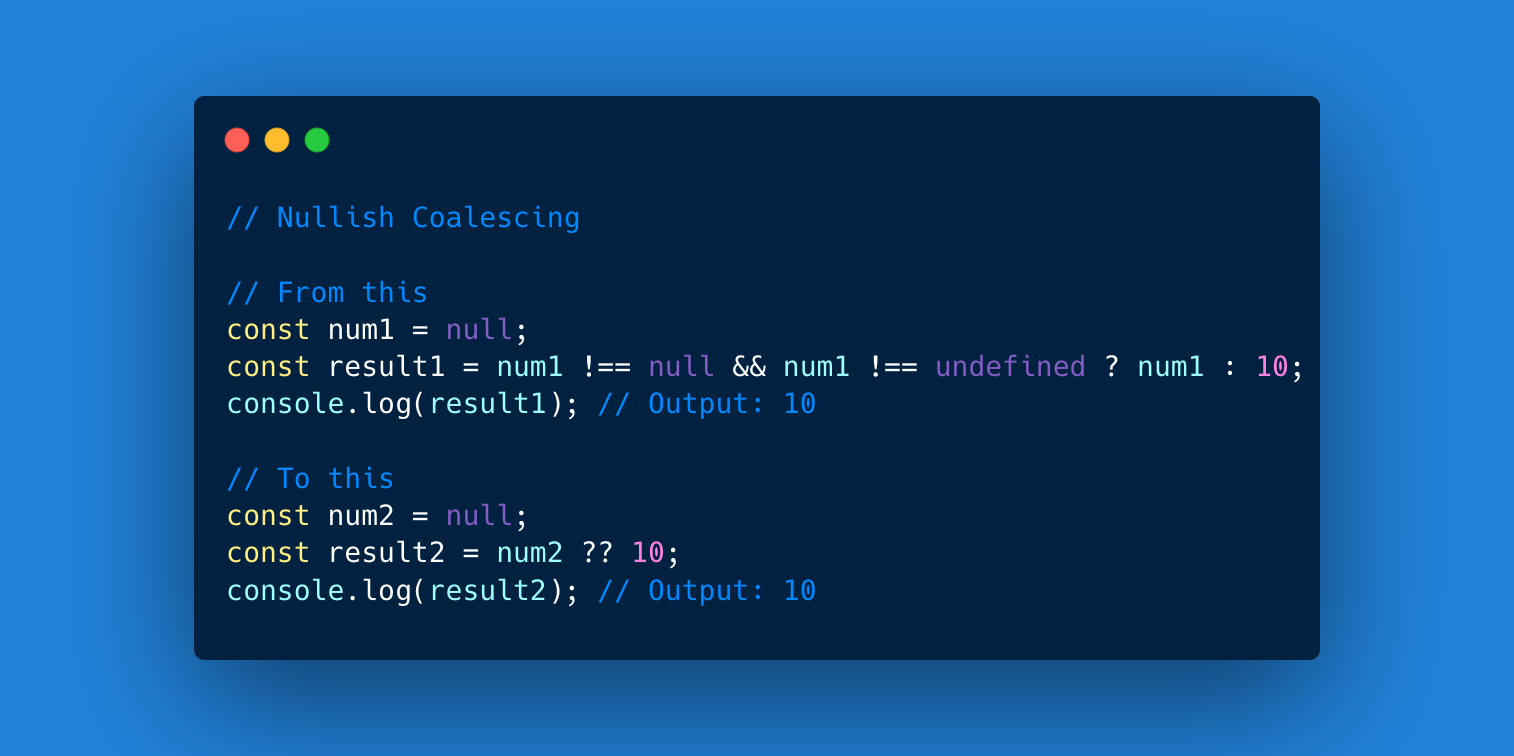 // Nullish Coalescing
// From this
const num1 = null;
const result1 = num1 !== null && num1 !== undefined ? num1 : 10;
console.log(result1); // Output: 10
// To this
const num2 = null;
const result2 = num2 ?? 10;
console.log(result2); // Output: 10